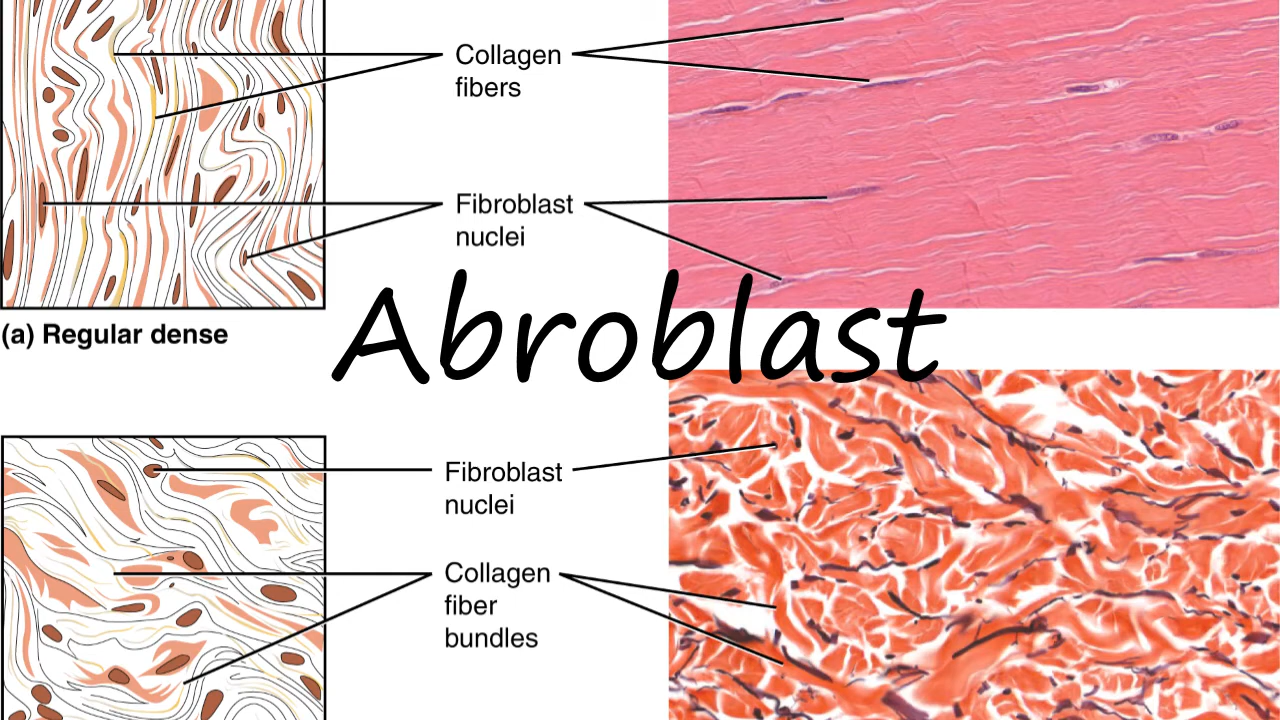 Collagen
fibers
Fibroblast
nuclei
(a) Regular dense
Abroblast
Fibroblast
nuclei
Collagen
fiber
bundles